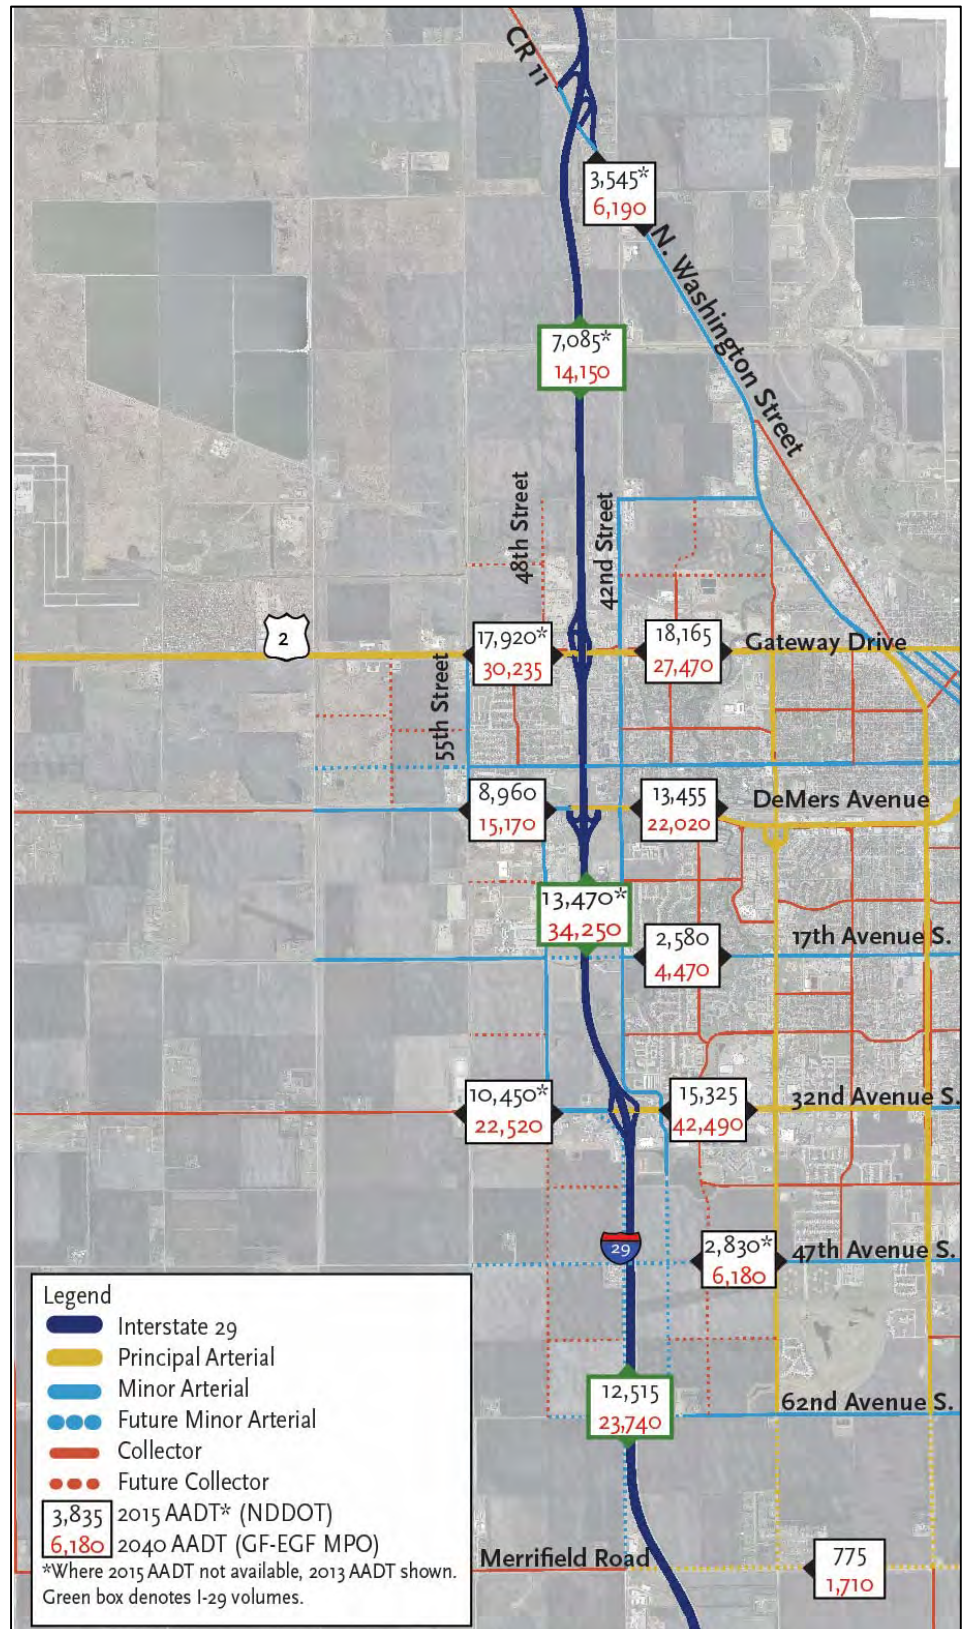 CR 11
3,545*
6,190
N. Washington Street
7,085*
14,150
48th Street
42nd Street
2
17,920*
30,235
18,165
27,470
Gateway Drive
55th Street
8,960
15,170
13,455
22,020
DeMers Avenue
13,470*
34,250
2,580
4,470
17th Avenue S.
10,450*
22,520
15,325
42,490
32nd Avenue S.
29
2,830*
6,180
47th Avenue S.
12,515
23,740
62nd Avenue S.
Merrifield Road
775
1,710
Legend
Interstate 29
Principal Arterial
Minor Arterial
Future Minor Arterial
Collector
Future Collector
3,835 2015 AADT* (NDDOT)
6,180 2040 AADT (GF-EGF MPO)
*Where 2015 AADT not available, 2013 AADT shown.
Green box denotes I-29 volumes.